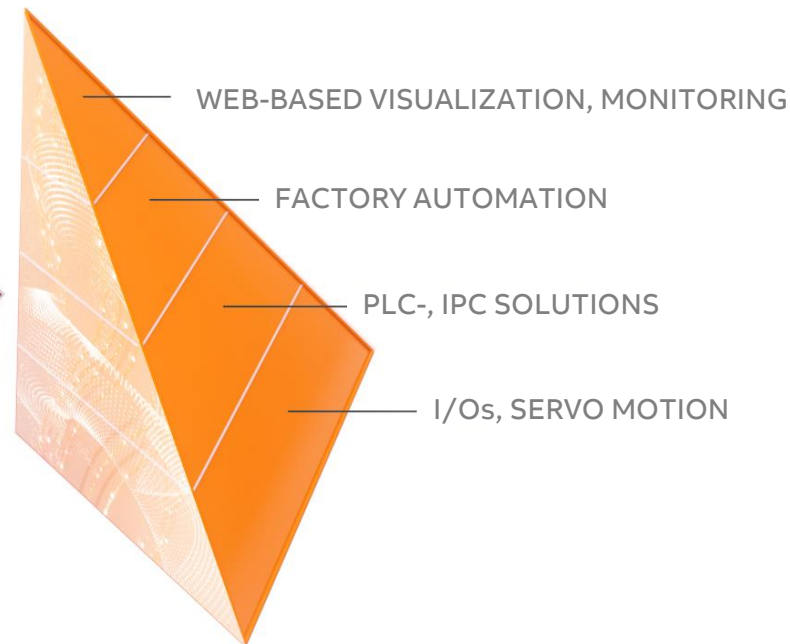 WEB-BASED VISUALIZATION, MONITORING
FACTORY AUTOMATION
PLC-, IPC SOLUTIONS
I/Os, SERVO MOTION